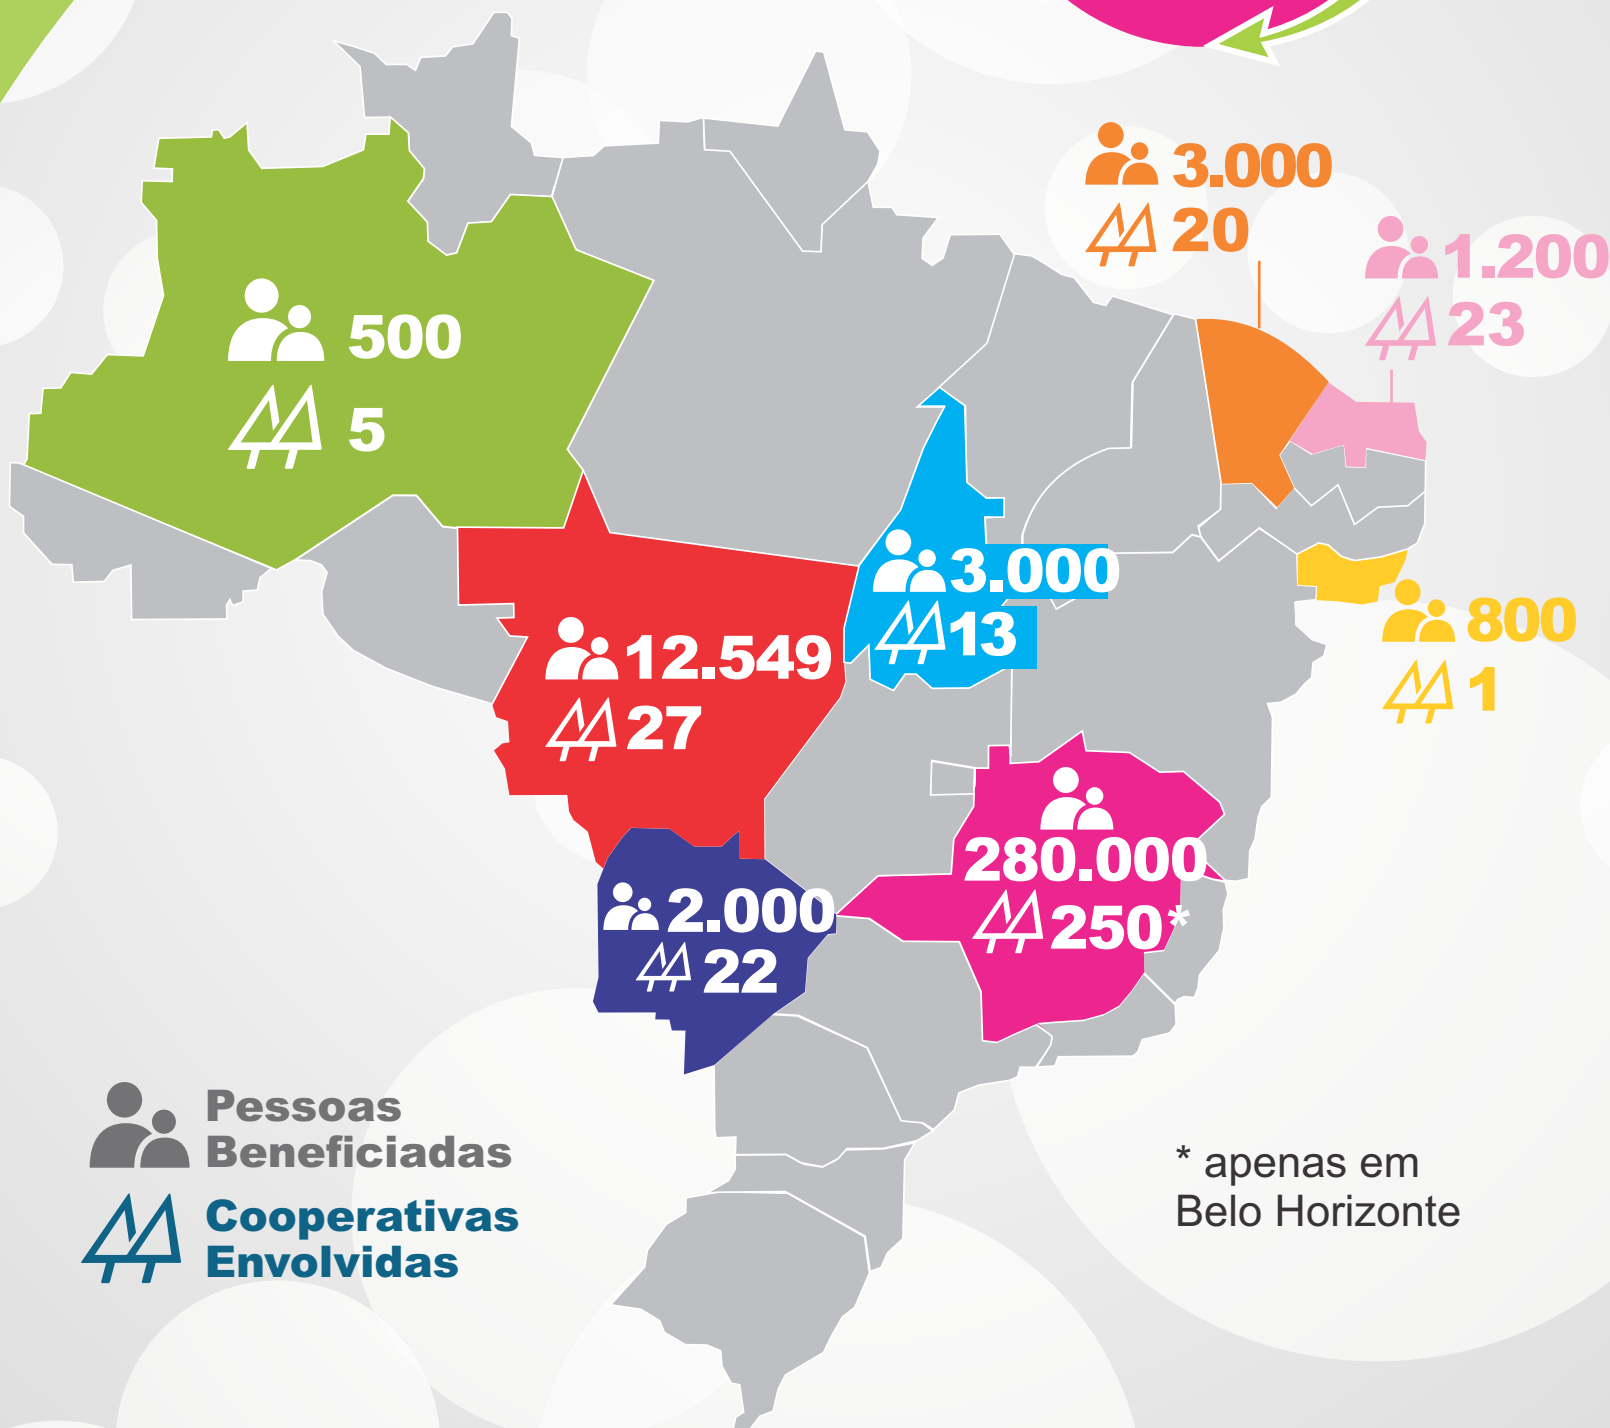 3.000
20
1.200
23
500
5
3.000
13
800
1
12.549
27
280.000
250*
2.000
22
Pessoas
Beneficiadas
Cooperativas
Envolvidas
* apenas em
Belo Horizonte